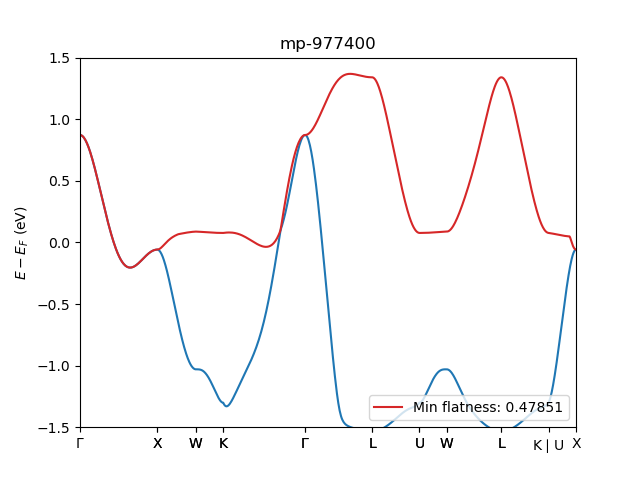 mp-977400
1.5
1.0
0.5
0.0
−0.5
−1.0
−1.5
E − E_F (eV)
Min flatness: 0.47851
Γ X W K Γ L U W L K | U X